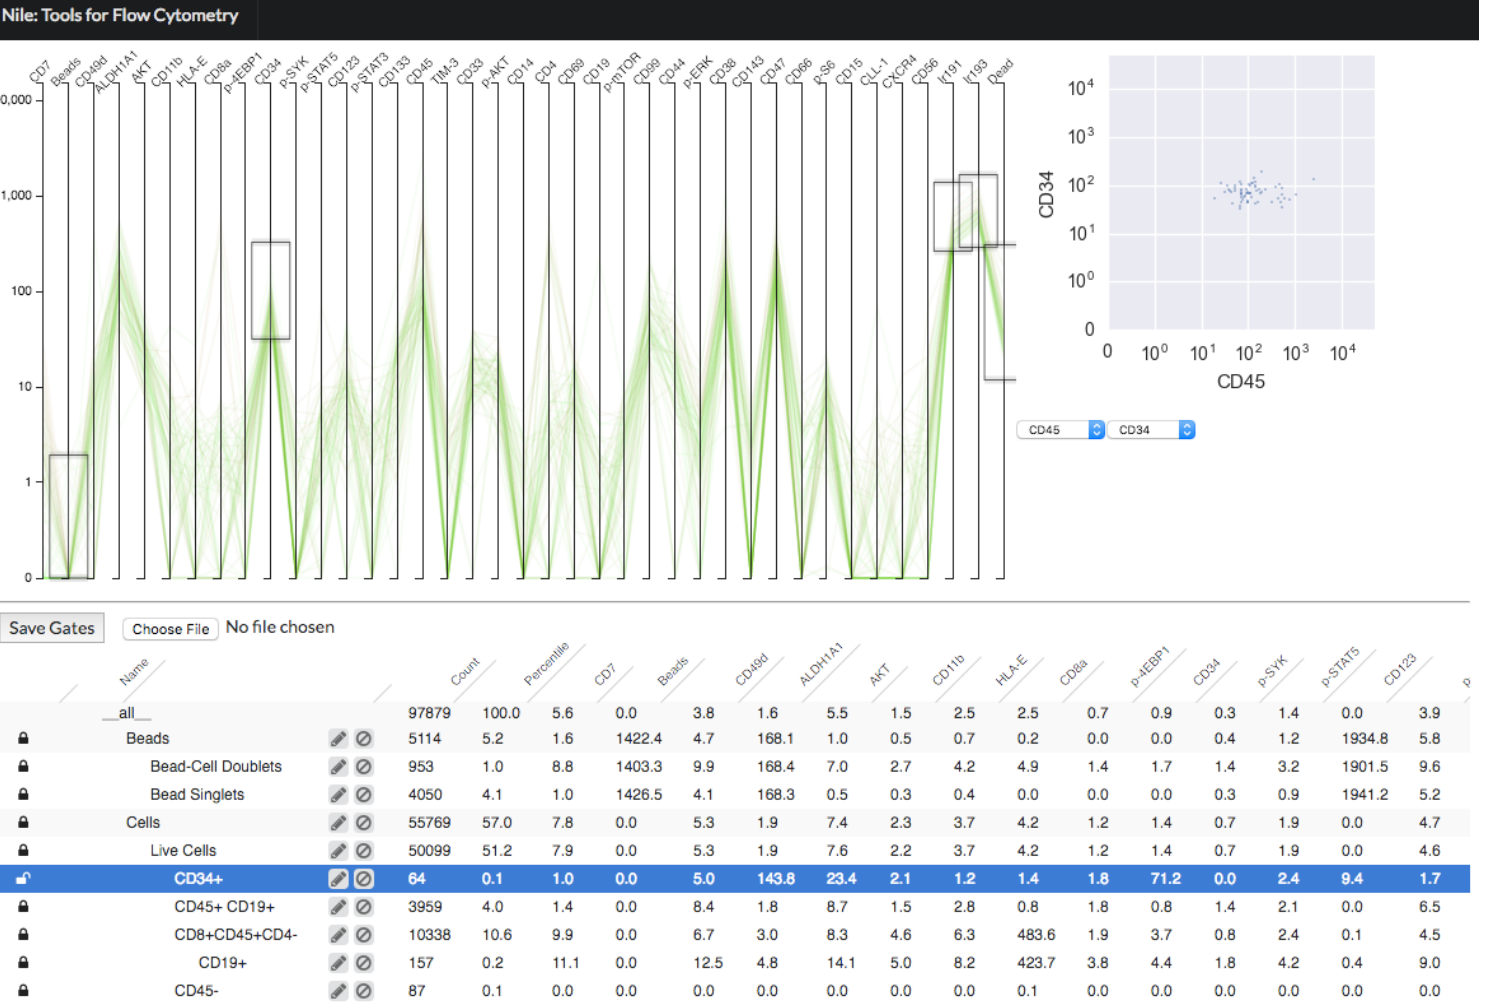 Nile: Tools for Flow Cytometry
CD7 Beads CD49d ALDH1A1 AKT CD11b HLA-E CD8a p-4EBP1 CD34 p-SYK p-STAT5 CD123 p-STAT3 CD133 CD45 TIM-3 CD33 p-AKT CD14 CD4 CD69 CD19 p-mTOR CD99 CD44 p-ERK CD38 CD143 CD47 CD66 p-S6 CD15 CLL-1 CXCR4 CD56 Ir191 Ir193 Dead
0,000
1,000
100
10
1
0
10⁴
10³
10²
10¹
10⁰
0
CD34
0 10⁰ 10¹ 10² 10³ 10⁴
CD45
CD45 CD34
Save Gates Choose File No file chosen
Name Count Percentile CD7 Beads CD49d ALDH1A1 AKT CD11b HLA-E CD8a p-4EBP1 CD34 p-SYK p-STAT5 CD123 p
__all__ 97879 100.0 5.6 0.0 3.8 1.6 5.5 1.5 2.5 2.5 0.7 0.9 0.3 1.4 0.0 3.9
Beads 5114 5.2 1.6 1422.4 4.7 168.1 1.0 0.5 0.7 0.2 0.0 0.0 0.4 1.2 1934.8 5.8
Bead-Cell Doublets 953 1.0 8.8 1403.3 9.9 168.4 7.0 2.7 4.2 4.9 1.4 1.7 1.4 3.2 1901.5 9.6
Bead Singlets 4050 4.1 1.0 1426.5 4.1 168.3 0.5 0.3 0.4 0.0 0.0 0.0 0.3 0.9 1941.2 5.2
Cells 55769 57.0 7.8 0.0 5.3 1.9 7.4 2.3 3.7 4.2 1.2 1.4 0.7 1.9 0.0 4.7
Live Cells 50099 51.2 7.9 0.0 5.3 1.9 7.6 2.2 3.7 4.2 1.2 1.4 0.7 1.9 0.0 4.6
CD34+ 64 0.1 1.0 0.0 5.0 143.8 23.4 2.1 1.2 1.4 1.8 71.2 0.0 2.4 9.4 1.7
CD45+ CD19+ 3959 4.0 1.4 0.0 8.4 1.8 8.7 1.5 2.8 0.8 1.8 0.8 1.4 2.1 0.0 6.5
CD8+CD45+CD4- 10338 10.6 9.9 0.0 6.7 3.0 8.3 4.6 6.3 483.6 1.9 3.7 0.8 2.4 0.1 4.5
CD19+ 157 0.2 11.1 0.0 12.5 4.8 14.1 5.0 8.2 423.7 3.8 4.4 1.8 4.2 0.4 9.0
CD45- 87 0.1 0.0 0.0 0.0 0.0 0.0 0.0 0.0 0.1 0.0 0.0 0.0 0.0 0.0 0.0